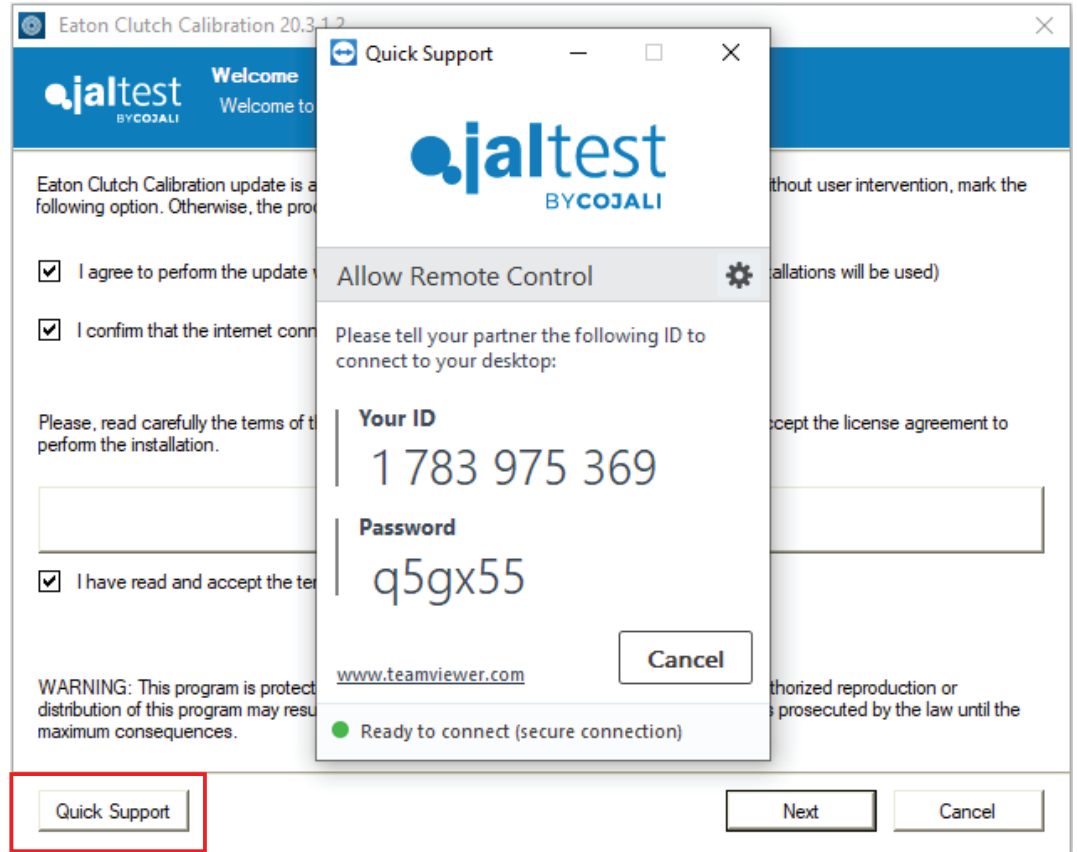 Eaton Clutch Calibration 20.3.1.2
jaltest
BYCOJALI
Welcome
Welcome to
Eaton Clutch Calibration update is a
thout user intervention, mark the
following option. Otherwise, the pro
I agree to perform the update
allations will be used)
I confirm that the internet conn
Please, read carefully the terms of t
ccept the license agreement to
perform the installation.
I have read and accept the te
WARNING: This program is protect
thorized reproduction or
distribution of this program may resu
s prosecuted by the law until the
maximum consequences.
Quick Support
Next
Cancel
Quick Support
jaltest
BYCOJALI
Allow Remote Control
Please tell your partner the following ID to
connect to your desktop:
Your ID
1 783 975 369
Password
q5gx55
Cancel
www.teamviewer.com
Ready to connect (secure connection)